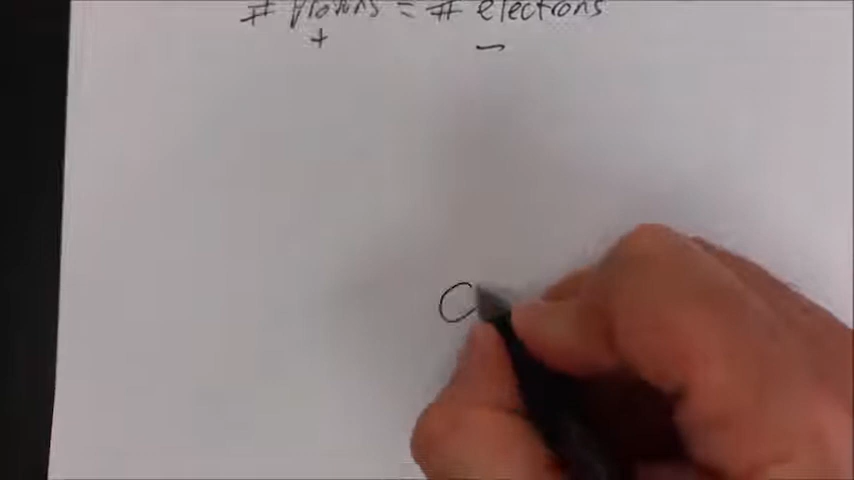 # protons = # electrons
+ −